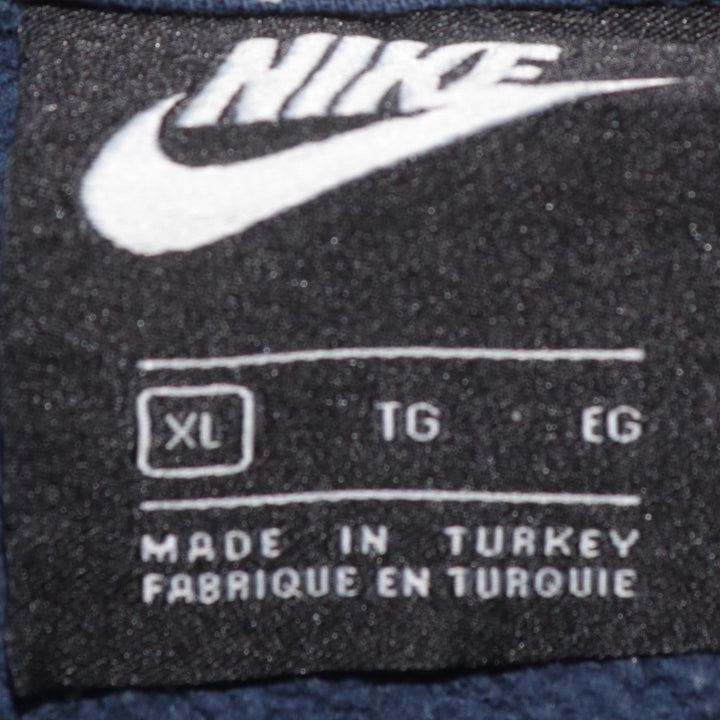 NIKE
XL TG EG
MADE IN TURKEY
FABRIQUE EN TURQUIE